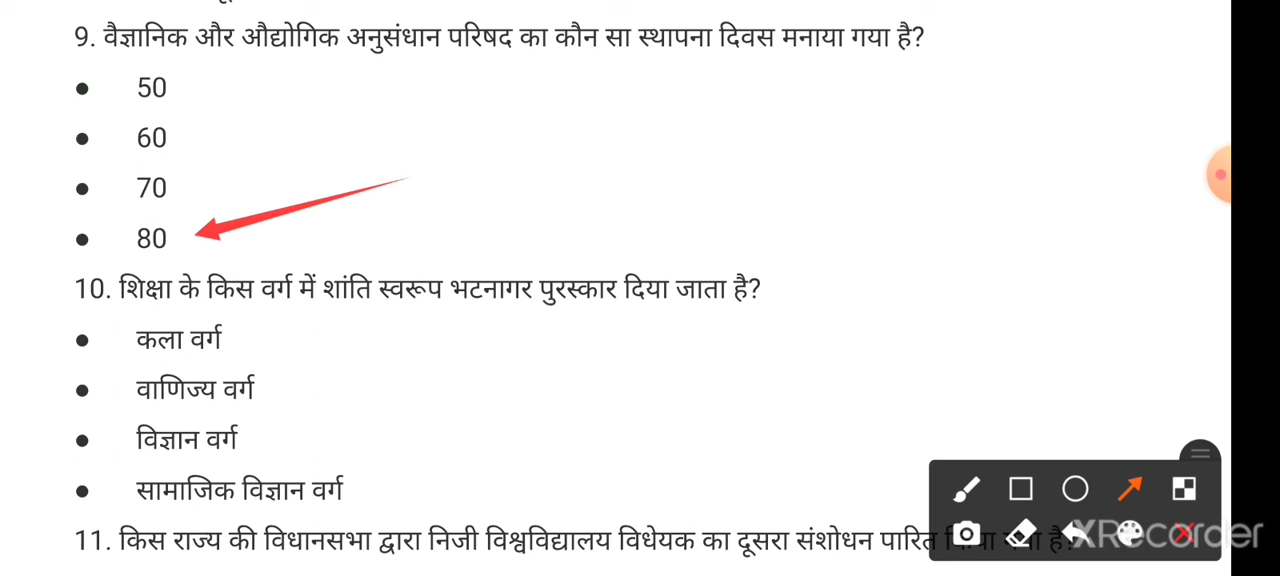 9. वैज्ञानिक और औद्योगिक अनुसंधान परिषद का कौन सा स्थापना दिवस मनाया गया है?
● 50
● 60
● 70
● 80
10. शिक्षा के किस वर्ग में शांति स्वरूप भटनागर पुरस्कार दिया जाता है?
● कला वर्ग
● वाणिज्य वर्ग
● विज्ञान वर्ग
● सामाजिक विज्ञान वर्ग
11. किस राज्य की विधानसभा द्वारा निजी विश्वविद्यालय विधेयक का दूसरा संशोधन पारित है?
XRecorder